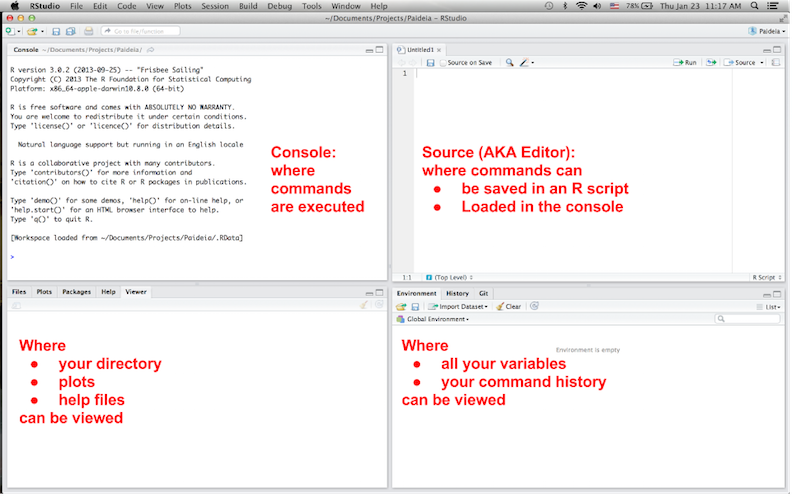 RStudio File Edit Code View Plots Session Build Debug Tools Window Help 78% Thu Jan 23 11:17 AM
~/Documents/Projects/Paideia - RStudio
Go to file/function
Paideia
Console ~/Documents/Projects/Paideia/
R version 3.0.2 (2013-09-25) -- "Frisbee Sailing"
Copyright (C) 2013 The R Foundation for Statistical Computing
Platform: x86_64-apple-darwin10.8.0 (64-bit)
R is free software and comes with ABSOLUTELY NO WARRANTY.
You are welcome to redistribute it under certain conditions.
Type 'license()' or 'licence()' for distribution details.
Natural language support but running in an English locale
R is a collaborative project with many contributors.
Type 'contributors()' for more information and
'citation()' on how to cite R or R packages in publications.
Type 'demo()' for some demos, 'help()' for on-line help, or
'help.start()' for an HTML browser interface to help.
Type 'q()' to quit R.
[Workspace loaded from ~/Documents/Projects/Paideia/.RData]
>
Console:
where
commands
are executed
Untitled1
Source on Save Run Source
1
Source (AKA Editor):
where commands can
● be saved in an R script
● Loaded in the console
1:1 (Top Level) R Script
Files Plots Packages Help Viewer
Where
● your directory
● plots
● help files
can be viewed
Environment History Git
Import Dataset Clear List
Global Environment
Environment is empty
Where
● all your variables
● your command history
can be viewed